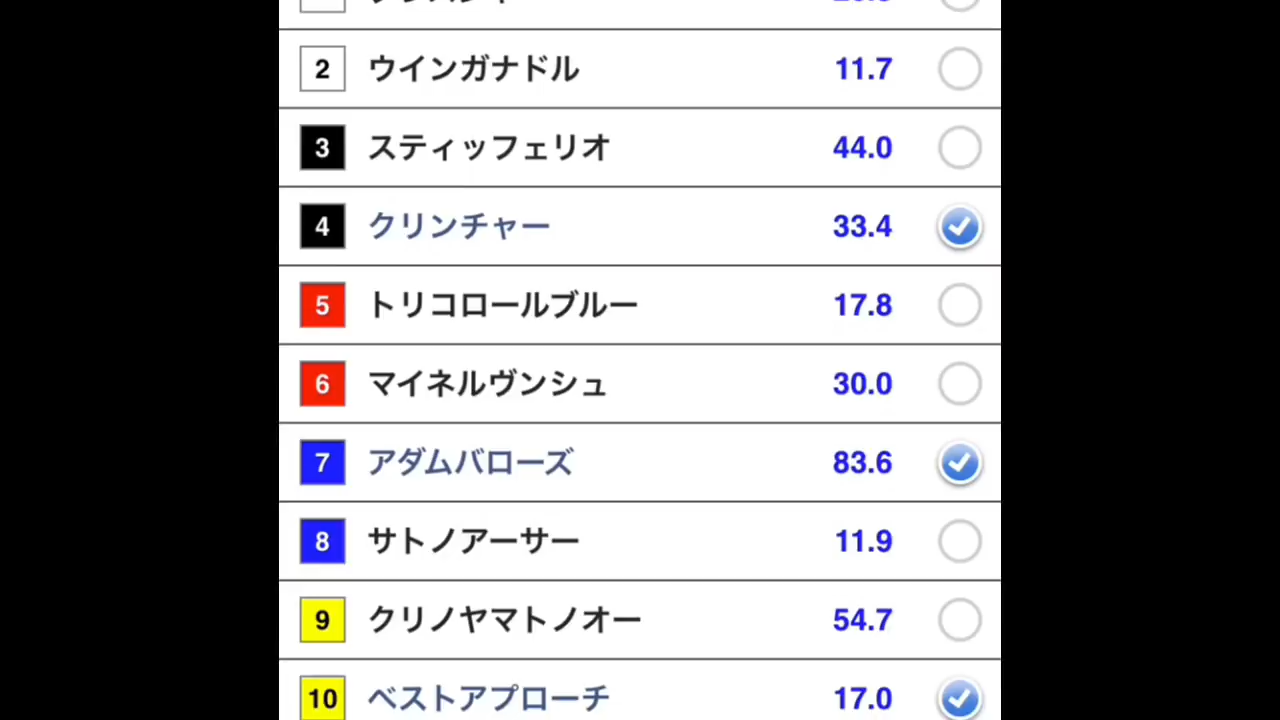 2 ウインガナドル 11.7
3 スティッフェリオ 44.0
4 クリンチャー 33.4
5 トリコロールブルー 17.8
6 マイネルヴンシュ 30.0
7 アダムバローズ 83.6
8 サトノアーサー 11.9
9 クリノヤマトノオー 54.7
10 ベストアプローチ 17.0